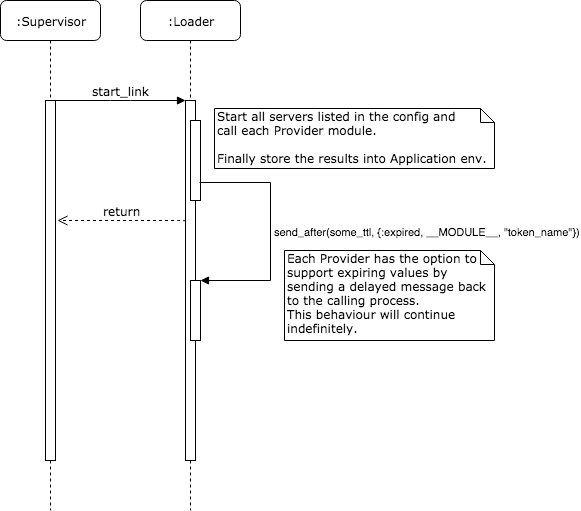 :Supervisor
:Loader
start_link
Start all servers listed in the config and
call each Provider module.
Finally store the results into Application env.
return
send_after(some_ttl, {:expired, __MODULE__, "token_name"})
Each Provider has the option to
support expiring values by
sending a delayed message back
to the calling process.
This behaviour will continue
indefinitely.